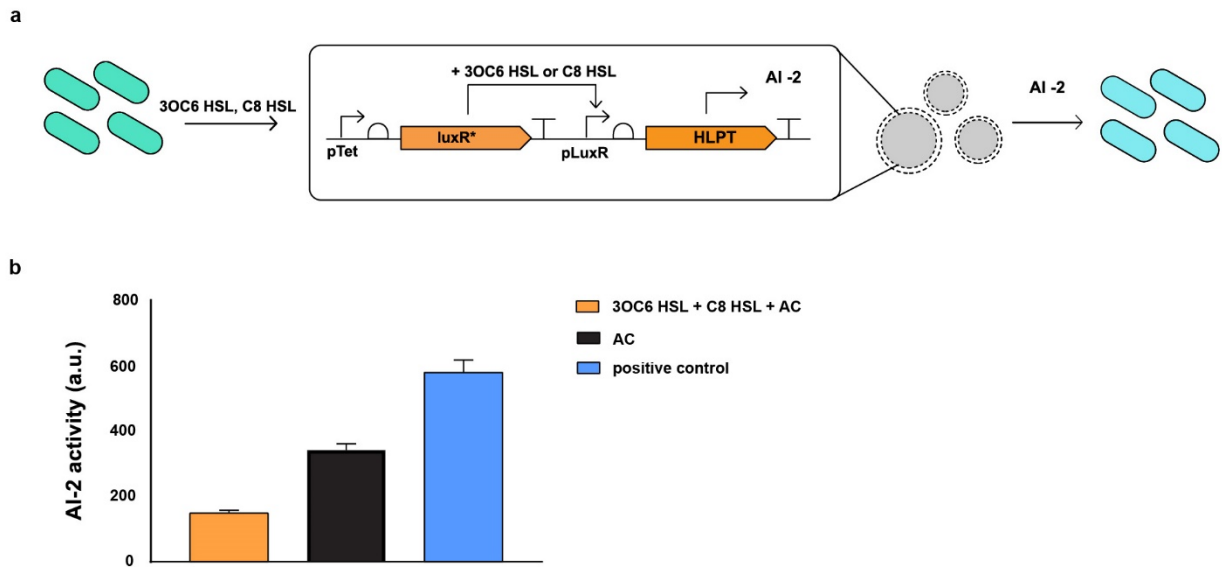 a
3OC6 HSL, C8 HSL
+ 3OC6 HSL or C8 HSL
AI -2
pTet
luxR*
pLuxR
HLPT
AI -2
b
AI-2 activity (a.u.)
800
600
400
200
0
3OC6 HSL + C8 HSL + AC
AC
positive control